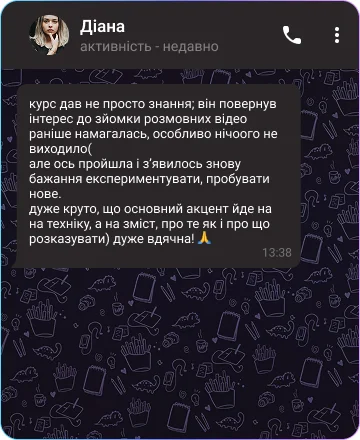 Діана
активність - недавно
курс дав не просто знання; він повернув
інтерес до зйомки розмовних відео
раніше намагалась, особливо нічоого не
виходило(
але ось пройшла і з’явилось знову
бажання експериментувати, пробувати
нове.
дуже круто, що основний акцент йде на
на техніку, а на зміст, про те як і про що
розказувати) дуже вдячна! 🙏
13:38